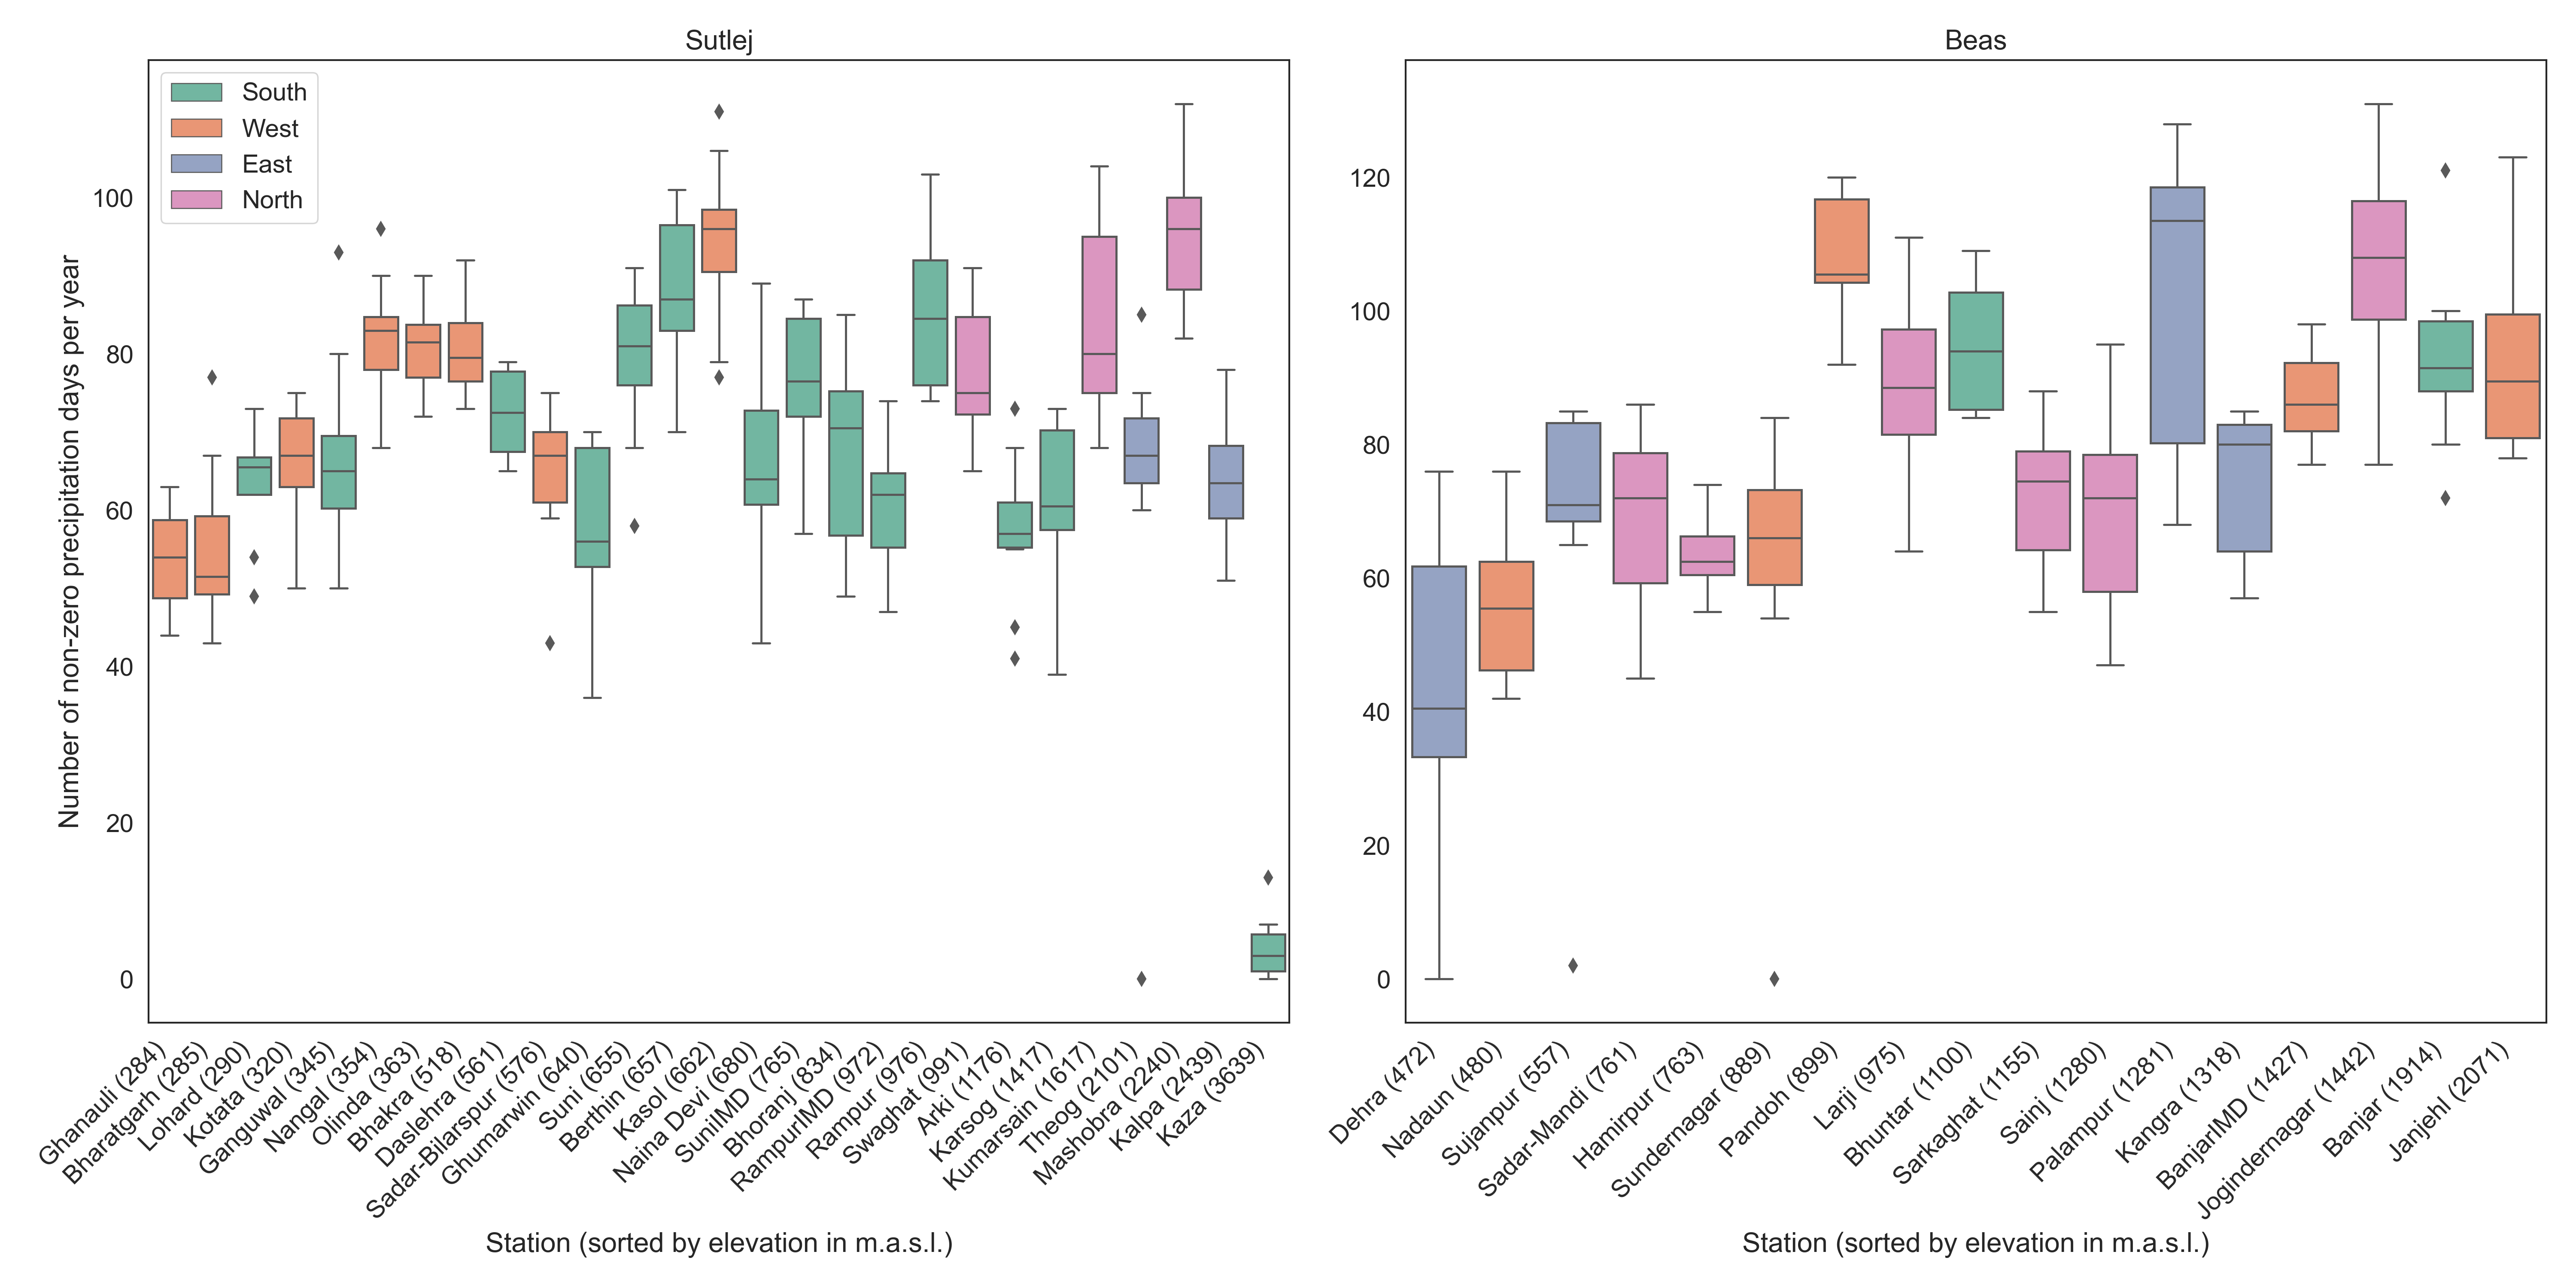 Sutlej
South
West
East
North
Number of non-zero precipitation days per year
100
80
60
40
20
0
Ghanauli (284)
Bharatgarh (285)
Lohard (290)
Kotata (320)
Ganguwal (345)
Nangal (354)
Olinda (363)
Bhakra (518)
Daslehra (561)
Sadar-Bilarspur (576)
Ghumarwin (640)
Suni (655)
Berthin (657)
Kasol (662)
Naina Devi (680)
SuniIMD (765)
Bhoranj (834)
RampurIMD (972)
Rampur (976)
Swaghat (991)
Arki (1176)
Karsog (1417)
Kumarsain (1617)
Theog (2101)
Mashobra (2240)
Kalpa (2439)
Kaza (3639)
Station (sorted by elevation in m.a.s.l.)
Beas
120
100
80
60
40
20
0
Dehra (472)
Nadaun (480)
Sujanpur (557)
Sadar-Mandi (761)
Hamirpur (763)
Sundernagar (889)
Pandoh (899)
Larji (975)
Bhuntar (1100)
Sarkaghat (1155)
Sainj (1280)
Palampur (1281)
Kangra (1318)
BanjarIMD (1427)
Jogindernagar (1442)
Banjar (1914)
Janjehl (2071)
Station (sorted by elevation in m.a.s.l.)